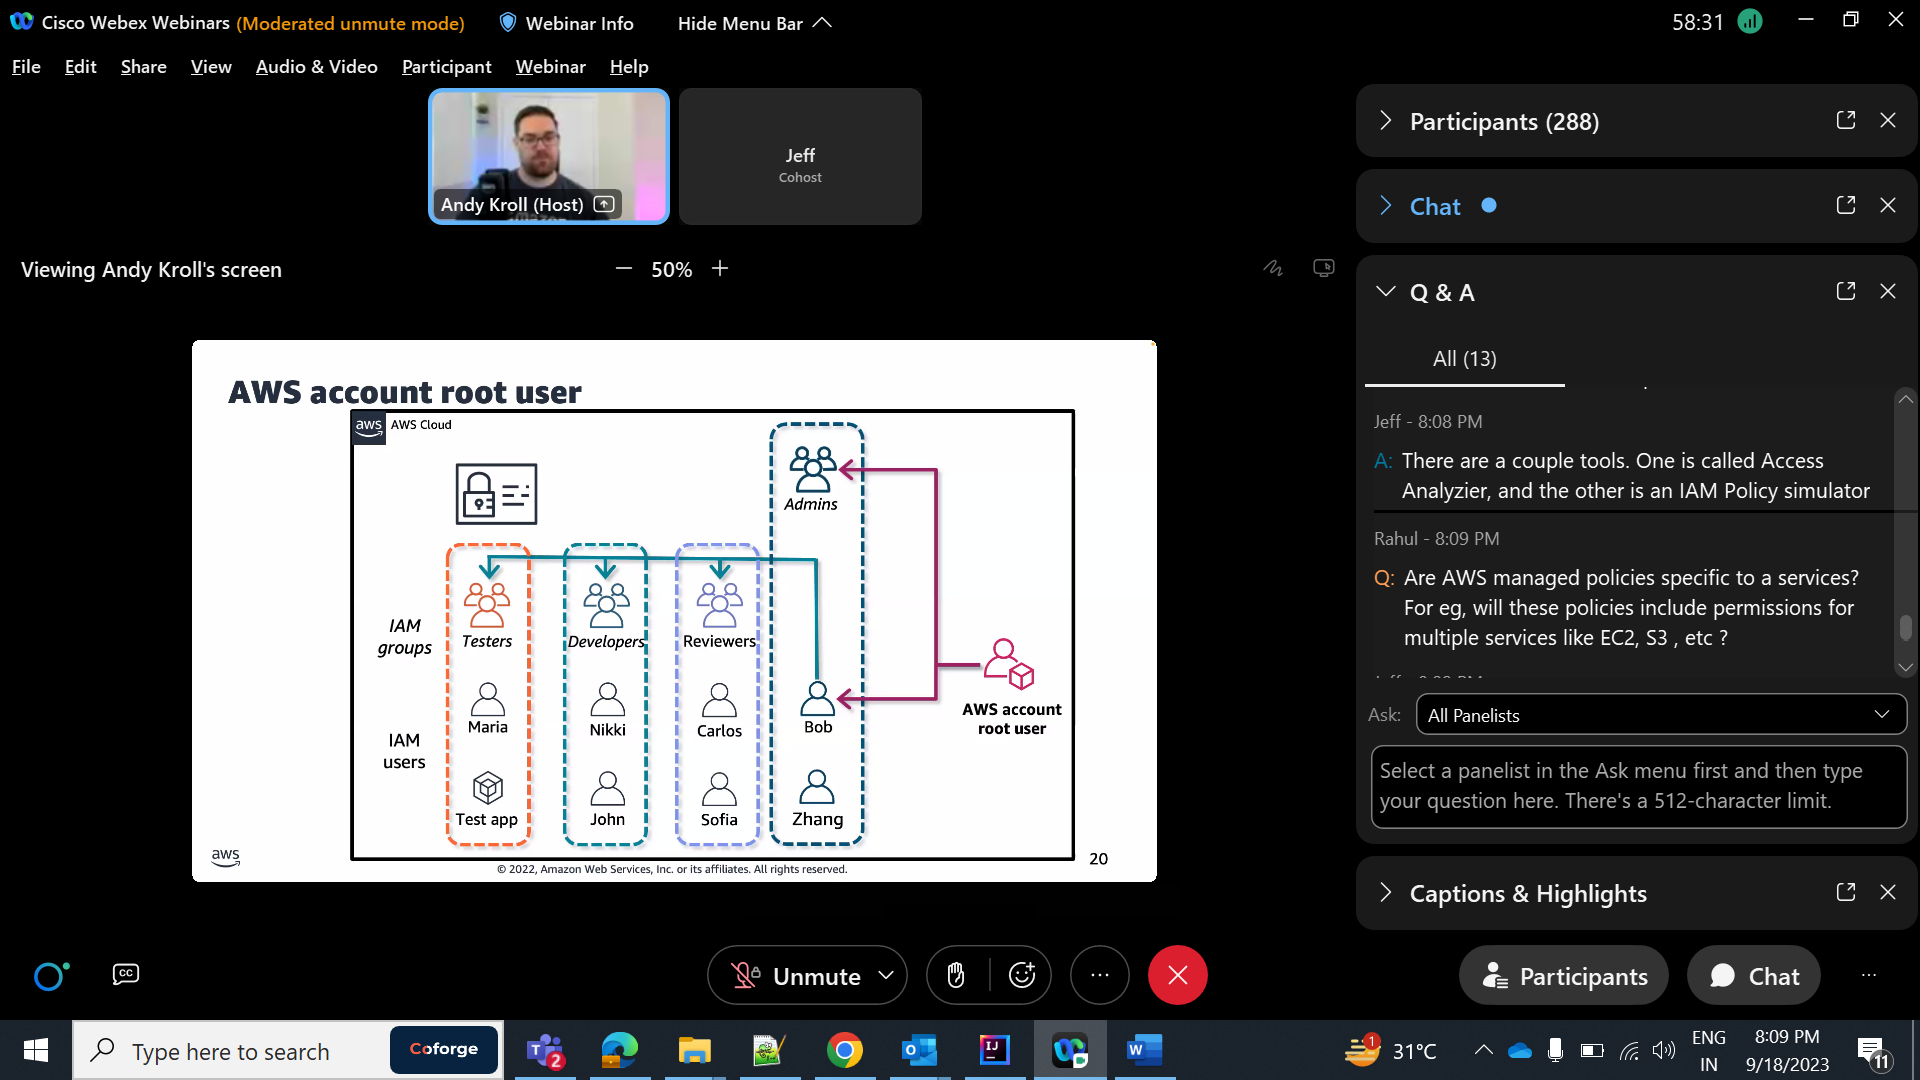 Cisco Webex Webinars (Moderated unmute mode)
Webinar Info
Hide Menu Bar
58:31
File Edit Share View Audio & Video Participant Webinar Help
Andy Kroll (Host)
Jeff
Cohost
Viewing Andy Kroll's screen
50%
AWS account root user
aws
AWS Cloud
Admins
IAM
groups
Testers
Developers
Reviewers
IAM
users
Maria
Nikki
Carlos
Bob
Test app
John
Sofia
Zhang
AWS account
root user
aws
© 2022, Amazon Web Services, Inc. or its affiliates. All rights reserved.
20
Participants (288)
Chat
Q & A
All (13)
Jeff - 8:08 PM
A: There are a couple tools. One is called Access
Analyzier, and the other is an IAM Policy simulator
Rahul - 8:09 PM
Q: Are AWS managed policies specific to a services?
For eg, will these policies include permissions for
multiple services like EC2, S3 , etc ?
Ask:
All Panelists
Select a panelist in the Ask menu first and then type
your question here. There's a 512-character limit.
Captions & Highlights
CC
Unmute
Participants
Chat
Type here to search
Coforge
2
IJ
W
1
31°C
ENG
IN
8:09 PM
9/18/2023
11